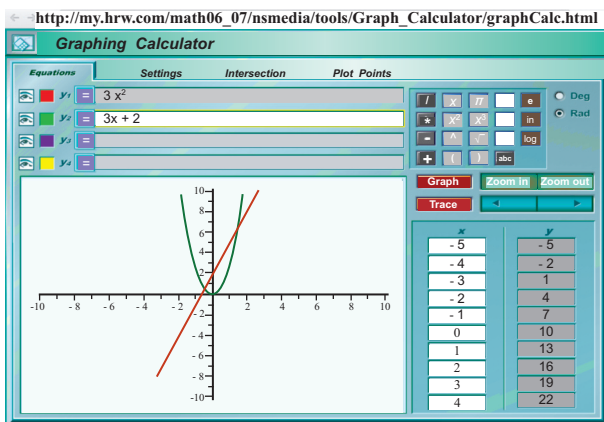 http://my.hrw.com/math06_07/nsmedia/tools/Graph_Calculator/graphCalc.html
Graphing Calculator
Equations Settings Intersection Plot Points
y1 = 3 x²
y2 = 3x + 2
y3 =
y4 =
/ x π e
* x² x³ ln
- ^ √ log
+ ( ) abc
Deg
Rad
Graph Zoom in Zoom out
Trace
10
8
6
4
2
-10 -8 -6 -4 -2 2 4 6 8 10
-2
-4
-6
-8
-10
x y
-5 -5
-4 -2
-3 1
-2 4
-1 7
0 10
1 13
2 16
3 19
4 22